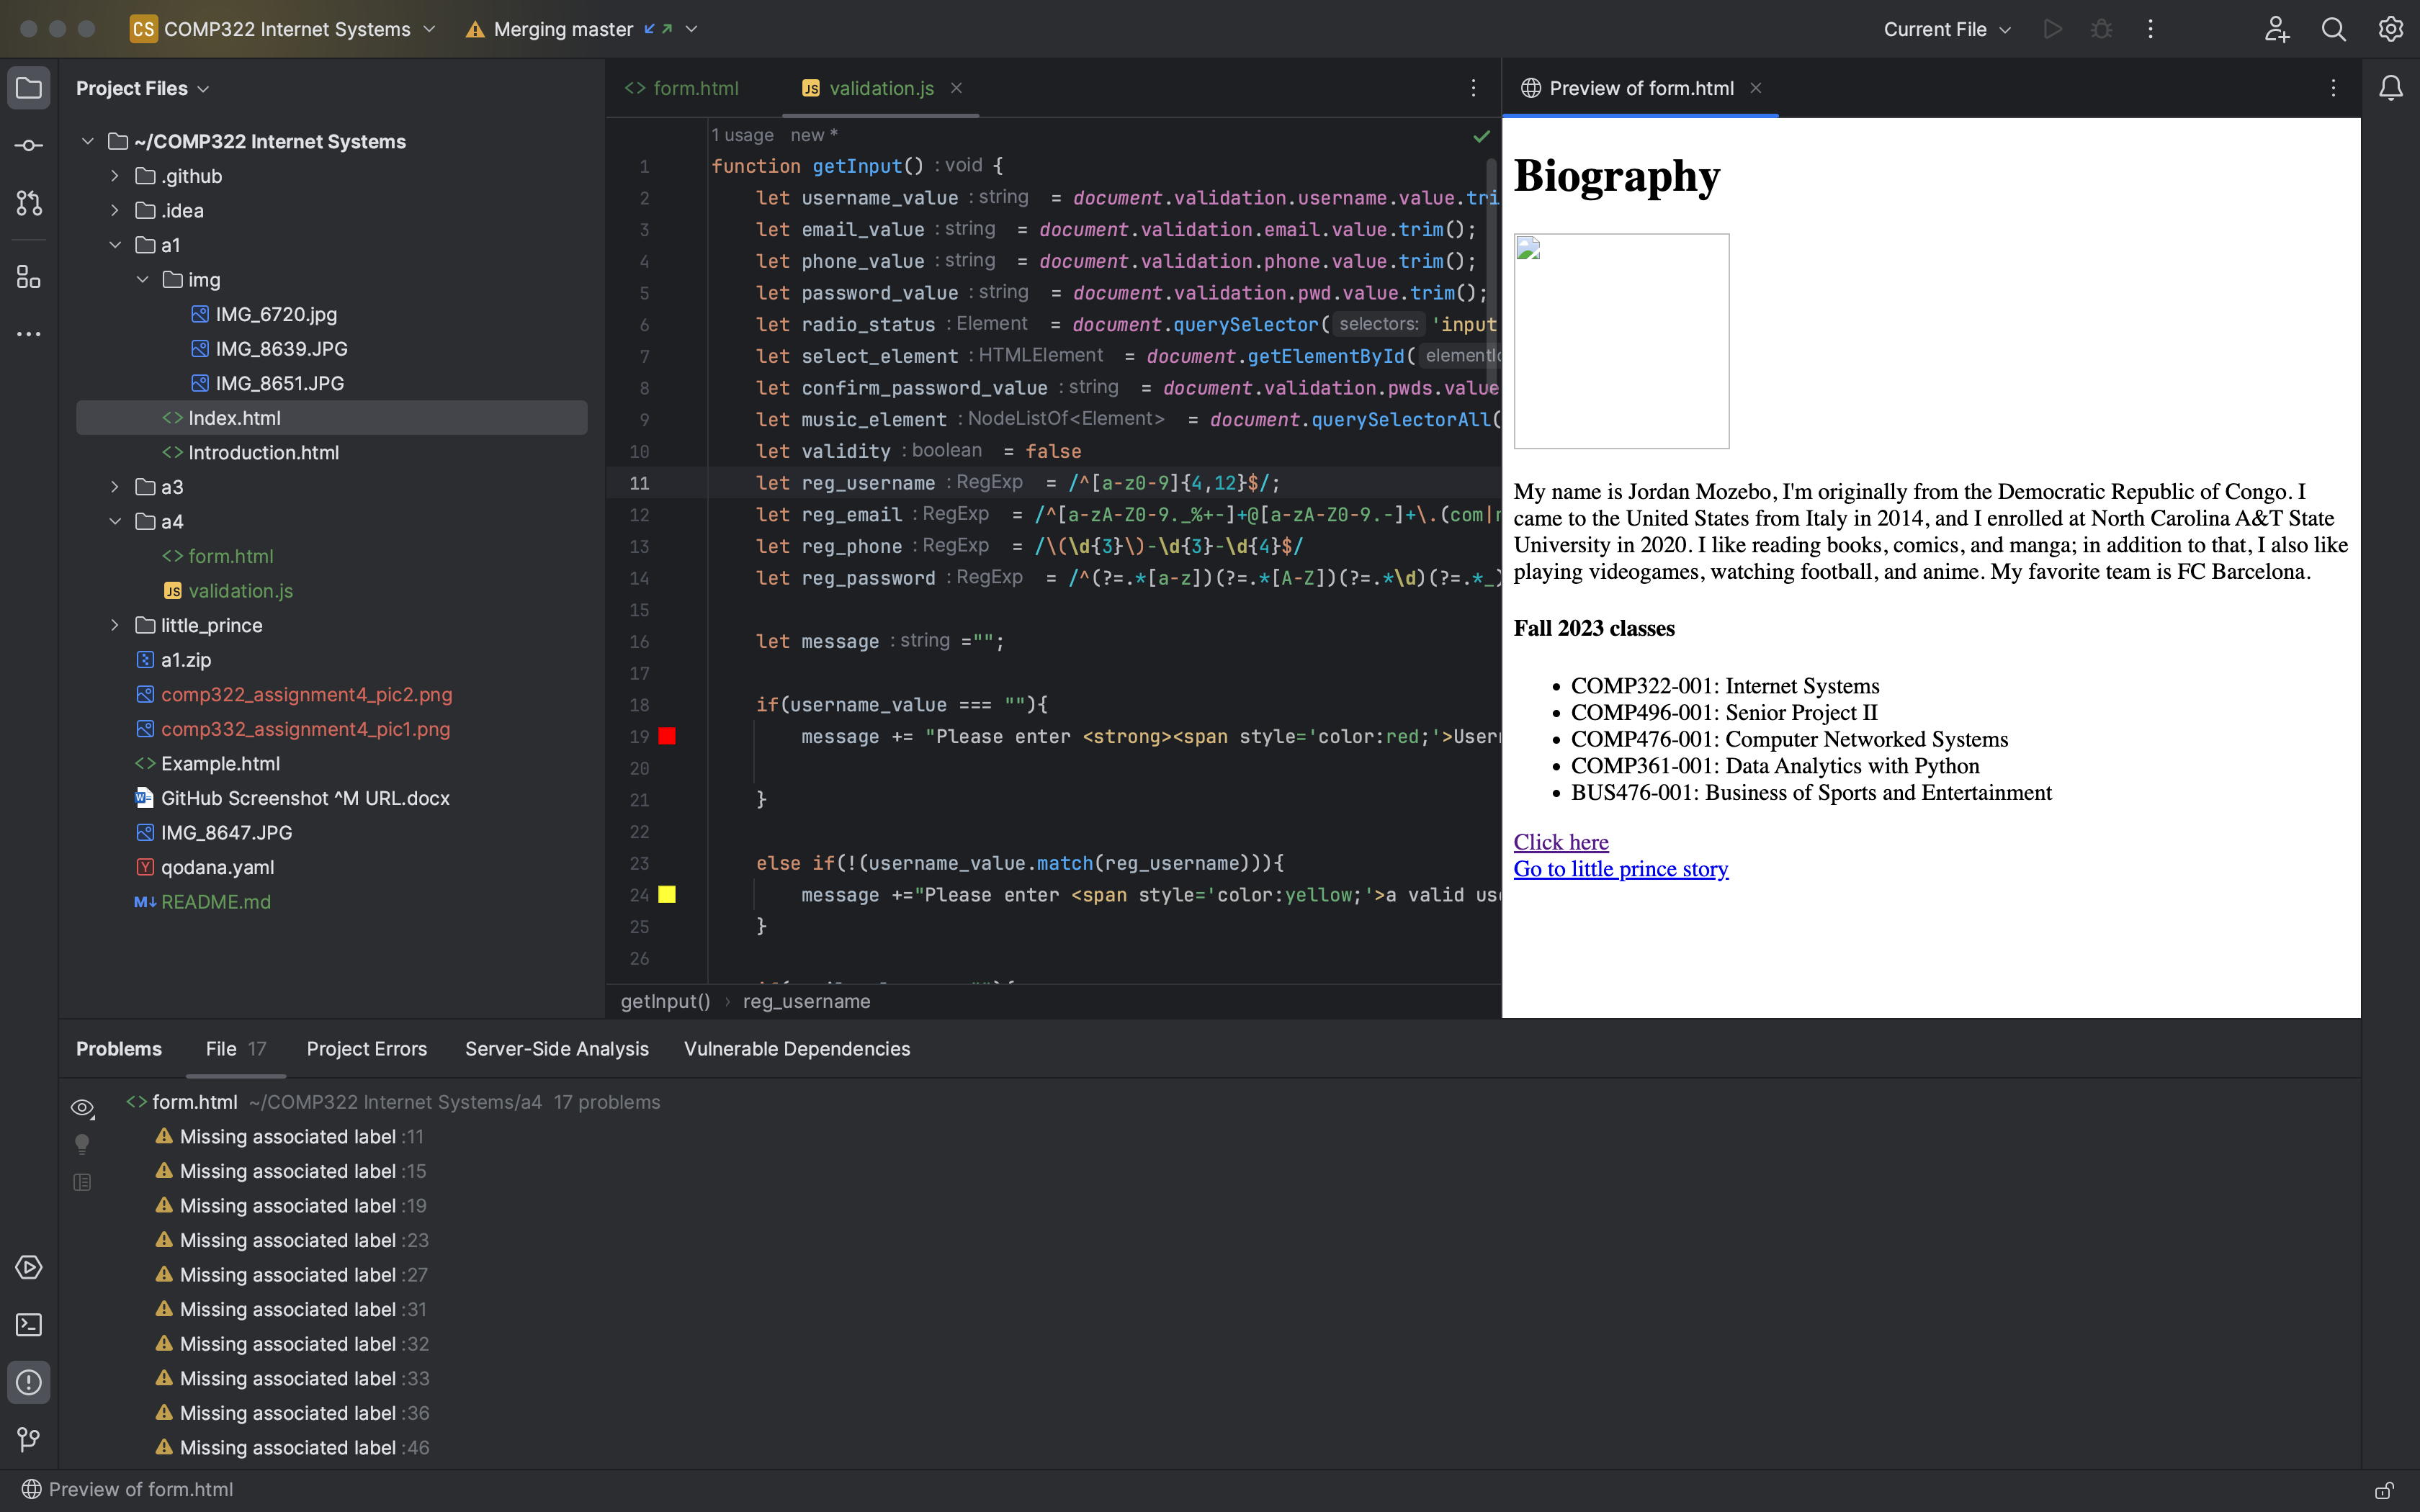 CS COMP322 Internet Systems
Merging master
Current File
Project Files
~/COMP322 Internet Systems
.github
.idea
a1
img
IMG_6720.jpg
IMG_8639.JPG
IMG_8651.JPG
Index.html
Introduction.html
a3
a4
form.html
validation.js
little_prince
a1.zip
comp322_assignment4_pic2.png
comp332_assignment4_pic1.png
Example.html
GitHub Screenshot ^M URL.docx
IMG_8647.JPG
qodana.yaml
README.md
form.html
validation.js
1 usage new *
1 function getInput() : void {
2 let username_value : string = document.validation.username.value.tri
3 let email_value : string = document.validation.email.value.trim();
4 let phone_value : string = document.validation.phone.value.trim();
5 let password_value : string = document.validation.pwd.value.trim();
6 let radio_status : Element = document.querySelector( selectors: 'input
7 let select_element : HTMLElement = document.getElementById( elementId
8 let confirm_password_value : string = document.validation.pwds.value
9 let music_element : NodeListOf<Element> = document.querySelectorAll(
10 let validity : boolean = false
11 let reg_username : RegExp = /^[a-z0-9]{4,12}$/;
12 let reg_email : RegExp = /^[a-zA-Z0-9._%+-]+@[a-zA-Z0-9.-]+\.(com|
13 let reg_phone : RegExp = /\(\d{3}\)-\d{3}-\d{4}$/
14 let reg_password : RegExp = /^(?=.*[a-z])(?=.*[A-Z])(?=.*\d)(?=.*_)
15
16 let message : string ="";
17
18 if(username_value === ""){
19 message += "Please enter <strong><span style='color:red;'>User
20
21 }
22
23 else if(!(username_value.match(reg_username))){
24 message +="Please enter <span style='color:yellow;'>a valid us
25 }
26
getInput() › reg_username
Preview of form.html
Biography
My name is Jordan Mozebo, I'm originally from the Democratic Republic of Congo. I
came to the United States from Italy in 2014, and I enrolled at North Carolina A&T State
University in 2020. I like reading books, comics, and manga; in addition to that, I also like
playing videogames, watching football, and anime. My favorite team is FC Barcelona.
Fall 2023 classes
• COMP322-001: Internet Systems
• COMP496-001: Senior Project II
• COMP476-001: Computer Networked Systems
• COMP361-001: Data Analytics with Python
• BUS476-001: Business of Sports and Entertainment
Click here
Go to little prince story
Problems File 17 Project Errors Server-Side Analysis Vulnerable Dependencies
form.html ~/COMP322 Internet Systems/a4 17 problems
Missing associated label :11
Missing associated label :15
Missing associated label :19
Missing associated label :23
Missing associated label :27
Missing associated label :31
Missing associated label :32
Missing associated label :33
Missing associated label :36
Missing associated label :46
Preview of form.html